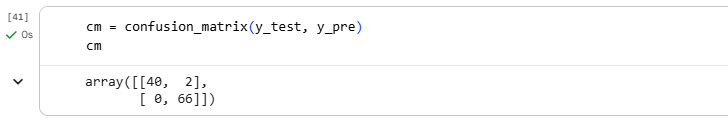 [41]
0s
cm = confusion_matrix(y_test, y_pre)
cm
array([[40,  2],
       [ 0, 66]])